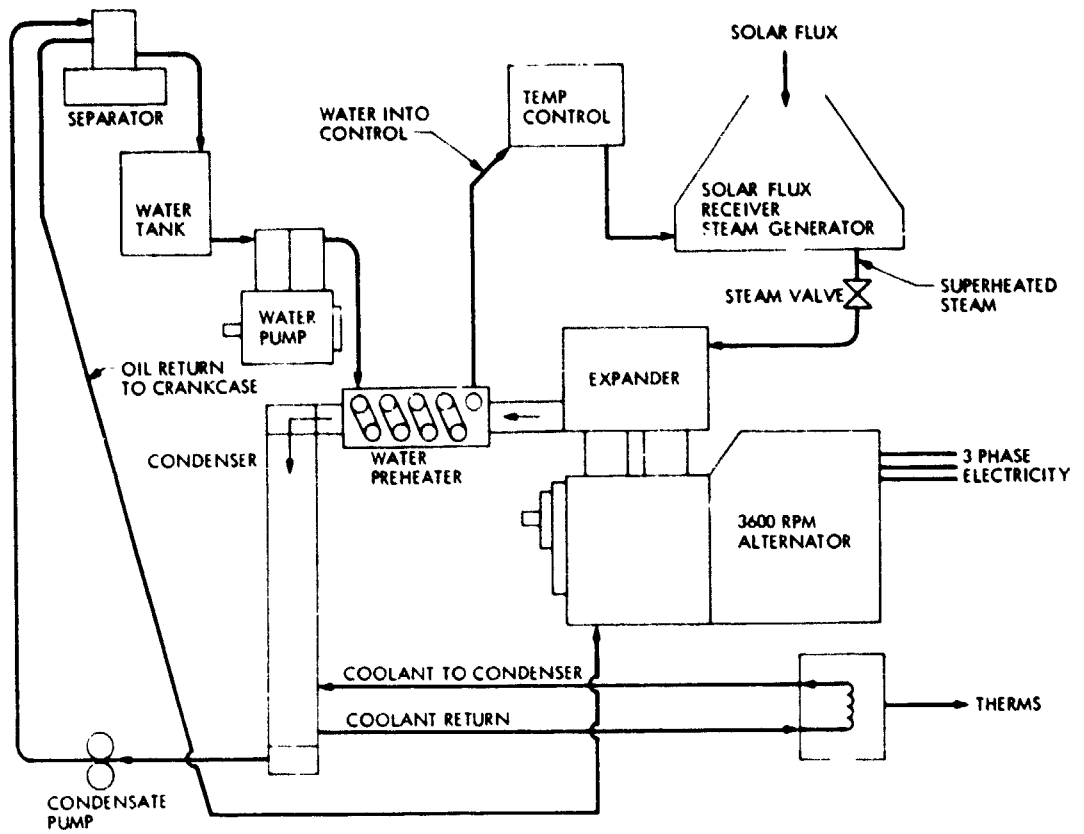 SOLAR FLUX
SEPARATOR
WATER INTO
CONTROL
TEMP
CONTROL
WATER
TANK
SOLAR FLUX
RECEIVER
STEAM GENERATOR
STEAM VALVE
SUPERHEATED
STEAM
WATER
PUMP
OIL RETURN
TO CRANKCASE
EXPANDER
CONDENSER
WATER
PREHEATER
3 PHASE
ELECTRICITY
3600 RPM
ALTERNATOR
COOLANT TO CONDENSER
COOLANT RETURN
THERMS
CONDENSATE
PUMP